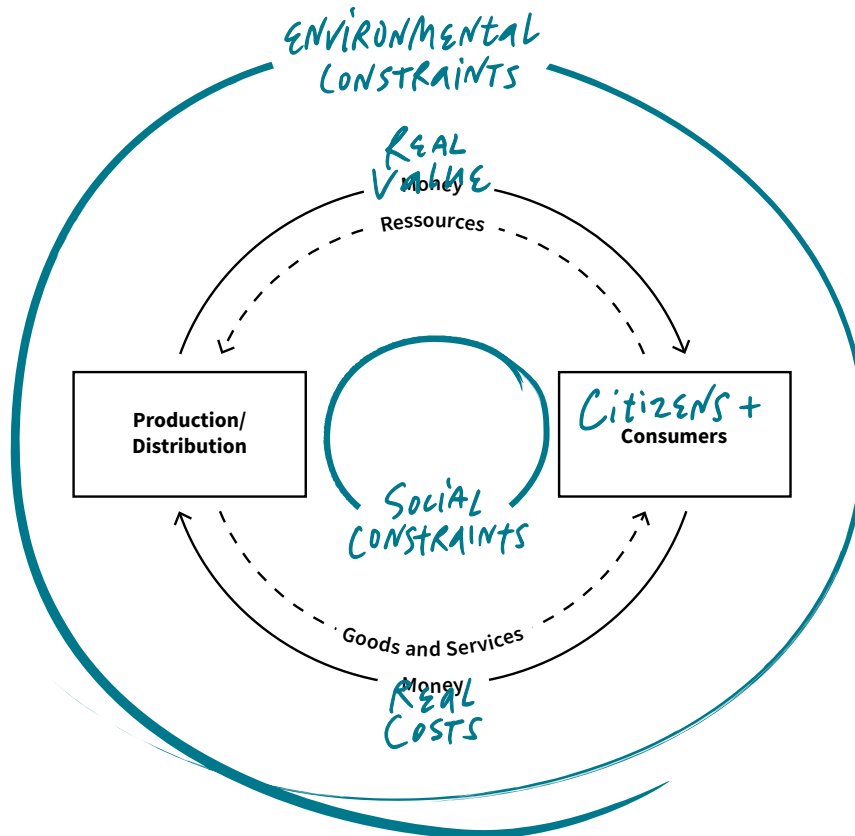 ENVIRONMENTAL
CONSTRAINTS
REAL
VALUE
Money
Ressources
Production/
Distribution
Citizens +
Consumers
SOCIAL
CONSTRAINTS
Goods and Services
Money
REAL
COSTS